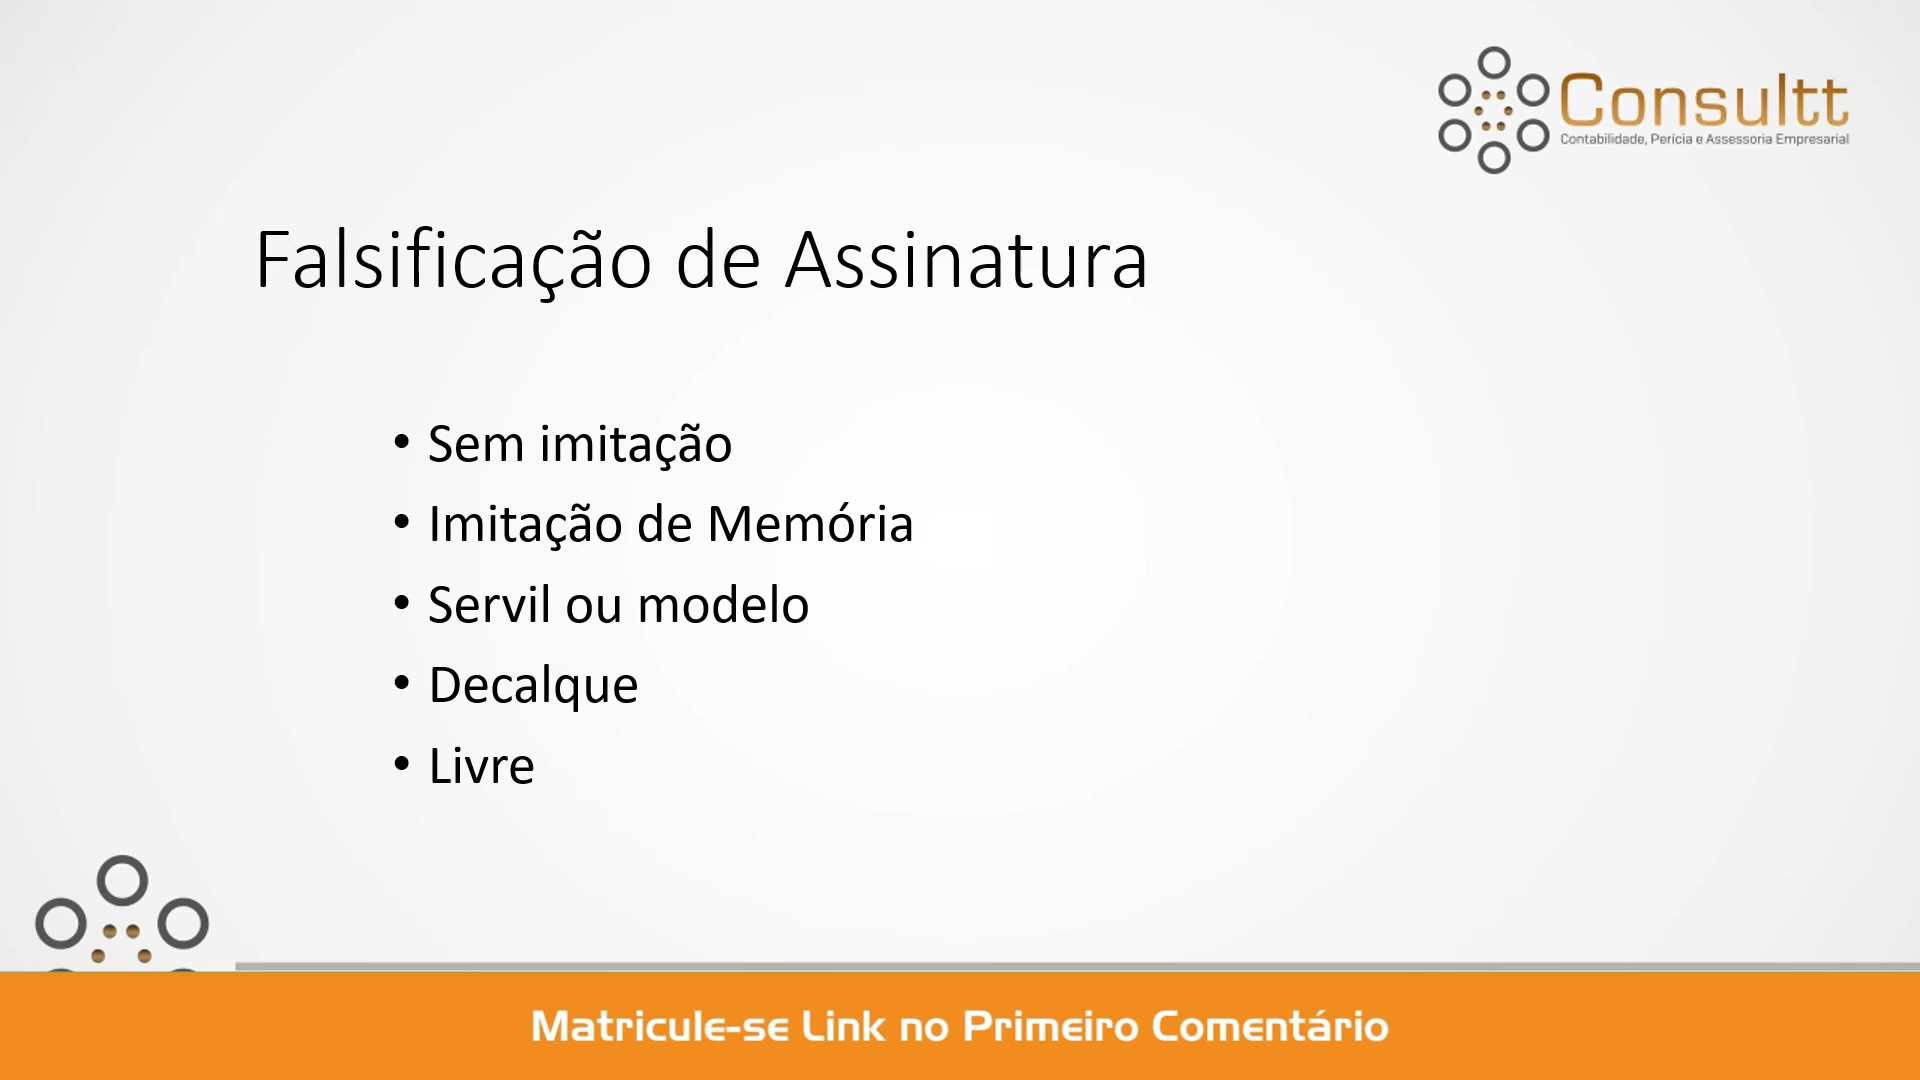 Consultt
Contabilidade, Perícia e Assessoria Empresarial
Falsificação de Assinatura
• Sem imitação
• Imitação de Memória
• Servil ou modelo
• Decalque
• Livre
Matricule-se Link no Primeiro Comentário